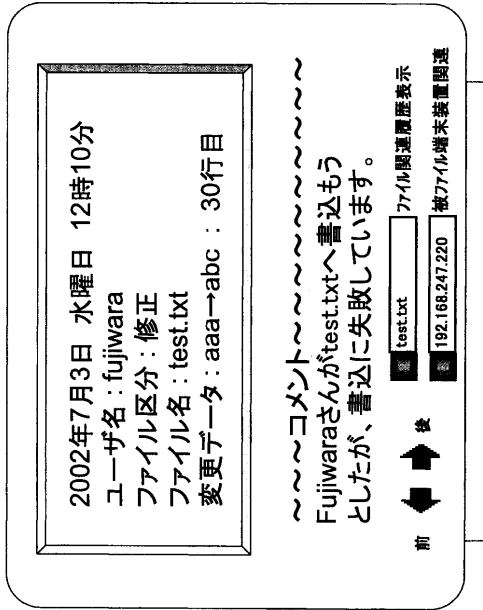 2002年7月3日 水曜日 12時10分
ユーザ名：fujiwara
ファイル区分：修正
ファイル名：test.txt
変更データ：aaa→abc：30行目
～～～コメント～～～～～～～～～～～～
Fujiwaraさんがtest.txtへ書込もう
としたが、書込に失敗しています。
前 後
test.txt ファイル関連履歴表示
192.168.247.220 被ファイル端末装置関連